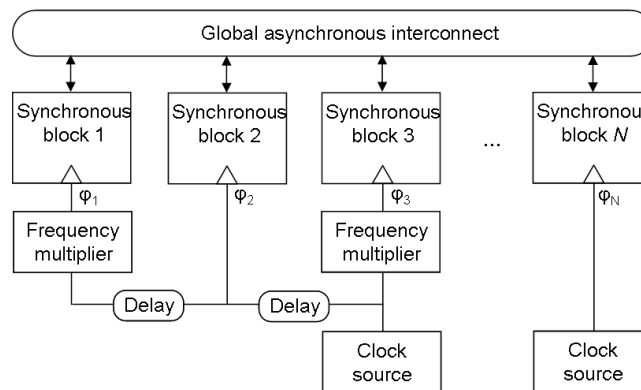 Global asynchronous interconnect
Synchronous block 1
Synchronous block 2
Synchronous block 3
...
Synchronous block N
φ1
φ2
φ3
φN
Frequency multiplier
Frequency multiplier
Delay
Delay
Clock source
Clock source